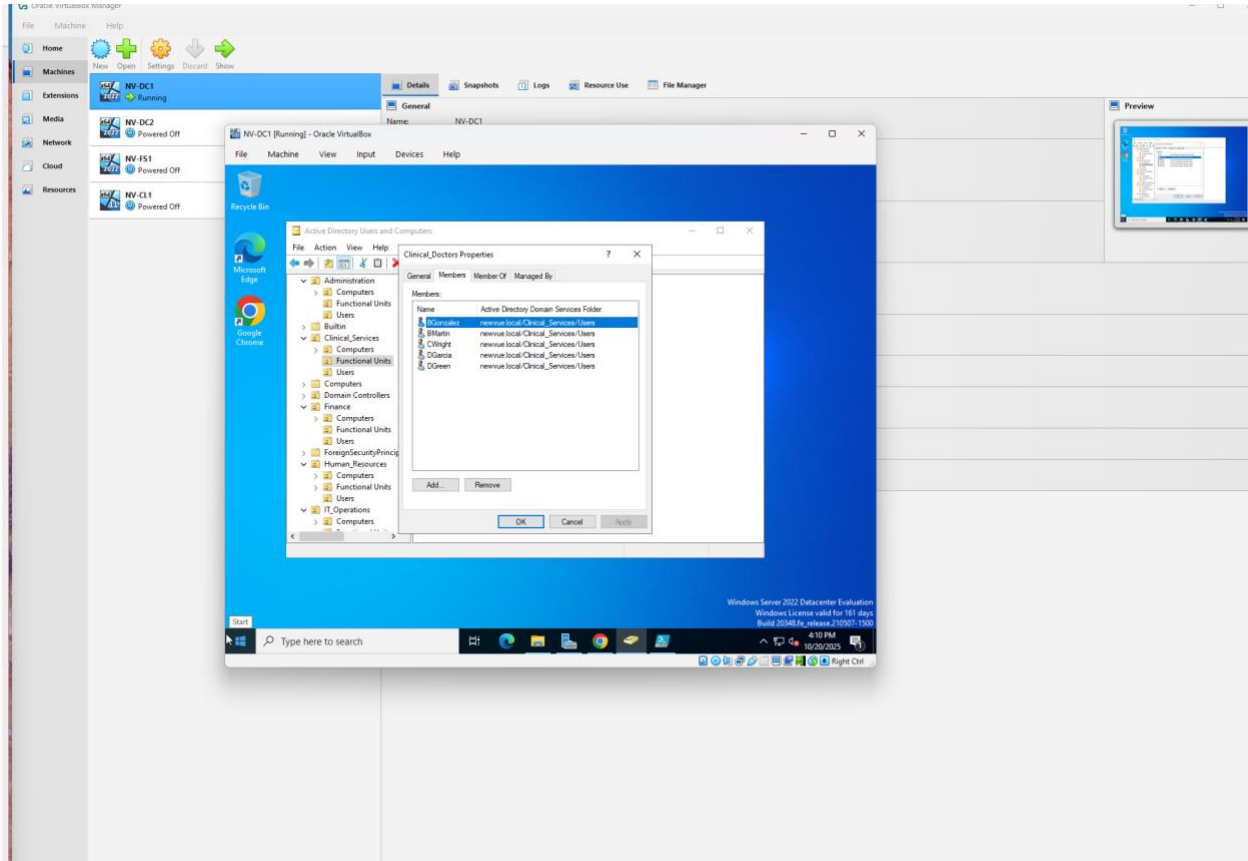 Oracle VirtualBox Manager
File Machine Help
Home
Machines
Extensions
Media
Network
Cloud
Resources
New Open Settings Discard Show
NV-DC1
Running
NV-DC2
Powered Off
NV-FS1
Powered Off
NV-CL1
Powered Off
Details Snapshots Logs Resource Use File Manager
General
Name: NV-DC1
Preview
NV-DC1 [Running] - Oracle VirtualBox
File Machine View Input Devices Help
Recycle Bin
Microsoft Edge
Google Chrome
Active Directory Users and Computers
File Action View Help
Administration
Computers
Functional Units
Users
Builtin
Clinical_Services
Computers
Functional Units
Users
Computers
Domain Controllers
Finance
Computers
Functional Units
Users
ForeignSecurityPrincip
Human_Resources
Computers
Functional Units
Users
IT_Operations
Computers
Clinical_Doctors Properties ? X
General Members Member Of Managed By
Members:
Name Active Directory Domain Services Folder
BGonzalez newvue.local/Clinical_Services/Users
BMartin newvue.local/Clinical_Services/Users
CWright newvue.local/Clinical_Services/Users
DGarcia newvue.local/Clinical_Services/Users
DGreen newvue.local/Clinical_Services/Users
Add... Remove
OK Cancel Apply
Windows Server 2022 Datacenter Evaluation
Windows License valid for 161 days
Build 20348.fe_release.210507-1500
Start
Type here to search
4:10 PM
10/20/2025
Right Ctrl